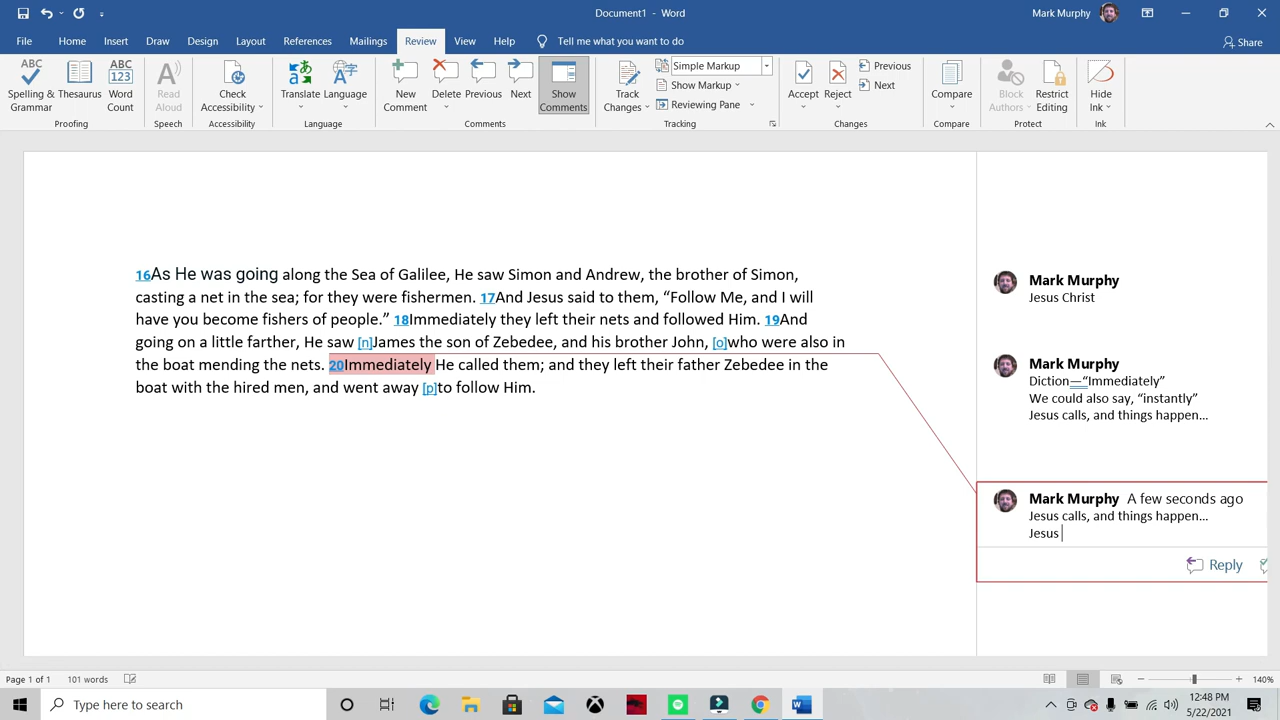 Document1 - Word
Mark Murphy
File Home Insert Draw Design Layout References Mailings Review View Help Tell me what you want to do
Share
ABC
Spelling &
Grammar
Thesaurus
ABC
123
Word
Count
Read
Aloud
Check
Accessibility
Translate
Language
New
Comment
Delete
Previous
Next
Show
Comments
Track
Changes
Simple Markup
Show Markup
Reviewing Pane
Accept
Reject
Previous
Next
Compare
Block
Authors
Restrict
Editing
Hide
Ink
Proofing Speech Accessibility Language Comments Tracking Changes Compare Protect Ink
16As He was going along the Sea of Galilee, He saw Simon and Andrew, the brother of Simon,
casting a net in the sea; for they were fishermen. 17And Jesus said to them, “Follow Me, and I will
have you become fishers of people.” 18Immediately they left their nets and followed Him. 19And
going on a little farther, He saw [n]James the son of Zebedee, and his brother John, [o]who were also in
the boat mending the nets. 20Immediately He called them; and they left their father Zebedee in the
boat with the hired men, and went away [p]to follow Him.
Mark Murphy
Jesus Christ
Mark Murphy
Diction—“Immediately”
We could also say, “instantly”
Jesus calls, and things happen…
Mark Murphy A few seconds ago
Jesus calls, and things happen…
Jesus
Reply
Page 1 of 1 101 words
140%
Type here to search
12:48 PM
5/22/2021